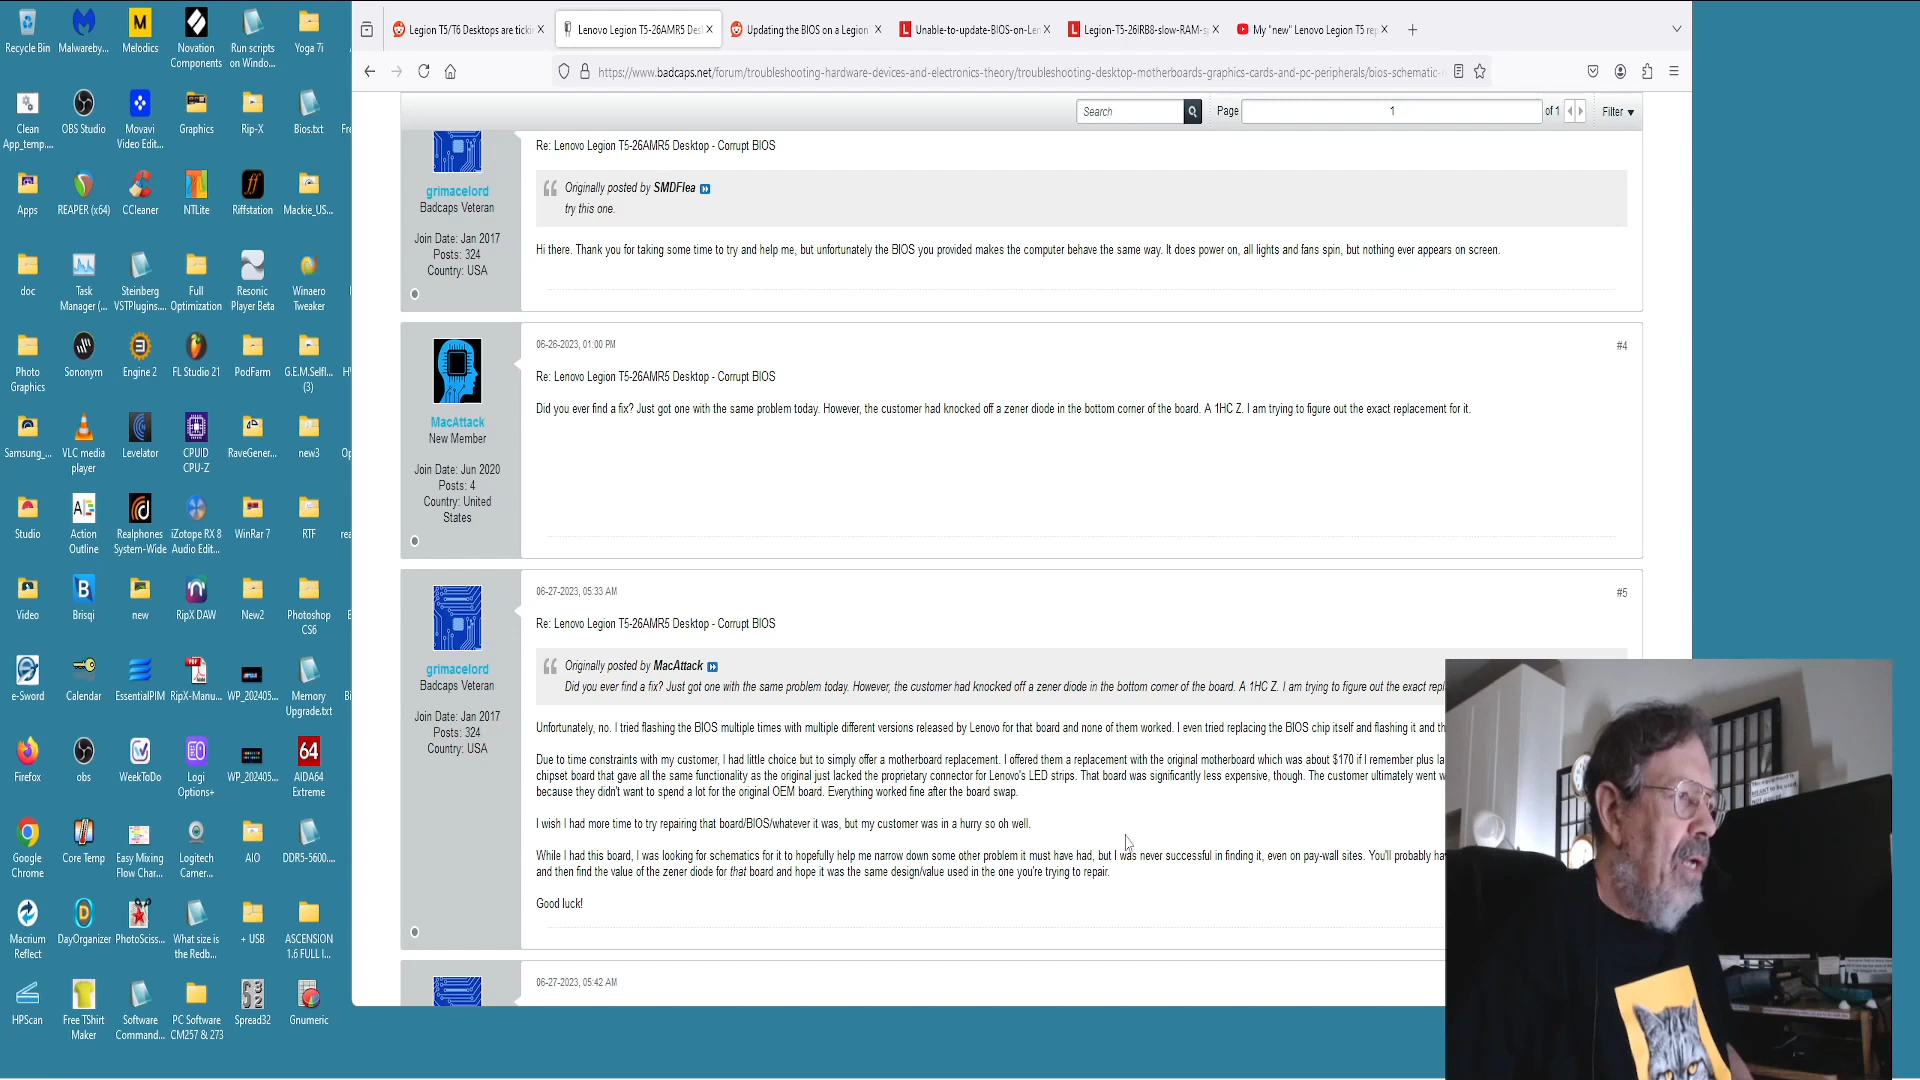 Legion T5/T6 Desktops are tickin
Lenovo Legion T5-26AMR5 Des
Updating the BIOS on a Legion
Unable-to-update-BIOS-on-Len
Legion-T5-26IRB8-slow-RAM-s
My "new" Lenovo Legion T5 rep
https://www.badcaps.net/forum/troubleshooting-hardware-devices-and-electronics-theory/troubleshooting-desktop-motherboards-graphics-cards-and-pc-peripherals/bios-schematic-
Search
Page
1
of 1
Filter
Recycle Bin
Malwareby...
Melodics
Novation Components
Run scripts on Windo...
Yoga 7i
Clean App_temp....
OBS Studio
Movavi Video Edit...
Graphics
Rip-X
Bios.txt
Fre
Apps
REAPER (x64)
CCleaner
NTLite
Riffstation
Mackie_US...
doc
Task Manager (...
Steinberg VSTPlugins....
Full Optimization
Resonic Player Beta
Winaero Tweaker
Photo Graphics
Sononym
Engine 2
FL Studio 21
PodFarm
G.E.M.Selfl... (3)
Samsung_...
VLC media player
Levelator
CPUID CPU-Z
RaveGener...
new3
Studio
Action Outline
Realphones System-Wide
iZotope RX 8 Audio Edit...
WinRar 7
RTF
rea
Video
Brisqi
new
RipX DAW
New2
Photoshop CS6
e-Sword
Calendar
EssentialPIM
RipX-Manu...
WP_202405...
Memory Upgrade.txt
Firefox
obs
WeekToDo
Logi Options+
WP_202405...
AIDA64 Extreme
Google Chrome
Core Temp
Easy Mixing Flow Char...
Logitech Camer...
AIO
DDR5-5600...
Macrium Reflect
DayOrganizer
PhotoSciss...
What size is the Redb...
+ USB
ASCENSION 1.6 FULL I...
HPScan
Free TShirt Maker
Software Command...
PC Software CM257 & 273
Spread32
Gnumeric
grimacelord
Badcaps Veteran
Join Date: Jan 2017
Posts: 324
Country: USA
Re: Lenovo Legion T5-26AMR5 Desktop - Corrupt BIOS
Originally posted by SMDFlea
try this one.
Hi there. Thank you for taking some time to try and help me, but unfortunately the BIOS you provided makes the computer behave the same way. It does power on, all lights and fans spin, but nothing ever appears on screen.
MacAttack
New Member
Join Date: Jun 2020
Posts: 4
Country: United
States
06-26-2023, 01:00 PM
#4
Re: Lenovo Legion T5-26AMR5 Desktop - Corrupt BIOS
Did you ever find a fix? Just got one with the same problem today. However, the customer had knocked off a zener diode in the bottom corner of the board. A 1HC Z. I am trying to figure out the exact replacement for it.
grimacelord
Badcaps Veteran
Join Date: Jan 2017
Posts: 324
Country: USA
06-27-2023, 05:33 AM
#5
Re: Lenovo Legion T5-26AMR5 Desktop - Corrupt BIOS
Originally posted by MacAttack
Did you ever find a fix? Just got one with the same problem today. However, the customer had knocked off a zener diode in the bottom corner of the board. A 1HC Z. I am trying to figure out the exact repl
Unfortunately, no. I tried flashing the BIOS multiple times with multiple different versions released by Lenovo for that board and none of them worked. I even tried replacing the BIOS chip itself and flashing it and th
Due to time constraints with my customer, I had little choice but to simply offer a motherboard replacement. I offered them a replacement with the original motherboard which was about $170 if I remember plus la
chipset board that gave all the same functionality as the original just lacked the proprietary connector for Lenovo's LED strips. That board was significantly less expensive, though. The customer ultimately went w
because they didn't want to spend a lot for the original OEM board. Everything worked fine after the board swap.
I wish I had more time to try repairing that board/BIOS/whatever it was, but my customer was in a hurry so oh well.
While I had this board, I was looking for schematics for it to hopefully help me narrow down some other problem it must have had, but I was never successful in finding it, even on pay-wall sites. You'll probably ha
and then find the value of the zener diode for that board and hope it was the same design/value used in the one you're trying to repair.
Good luck!
06-27-2023, 05:42 AM